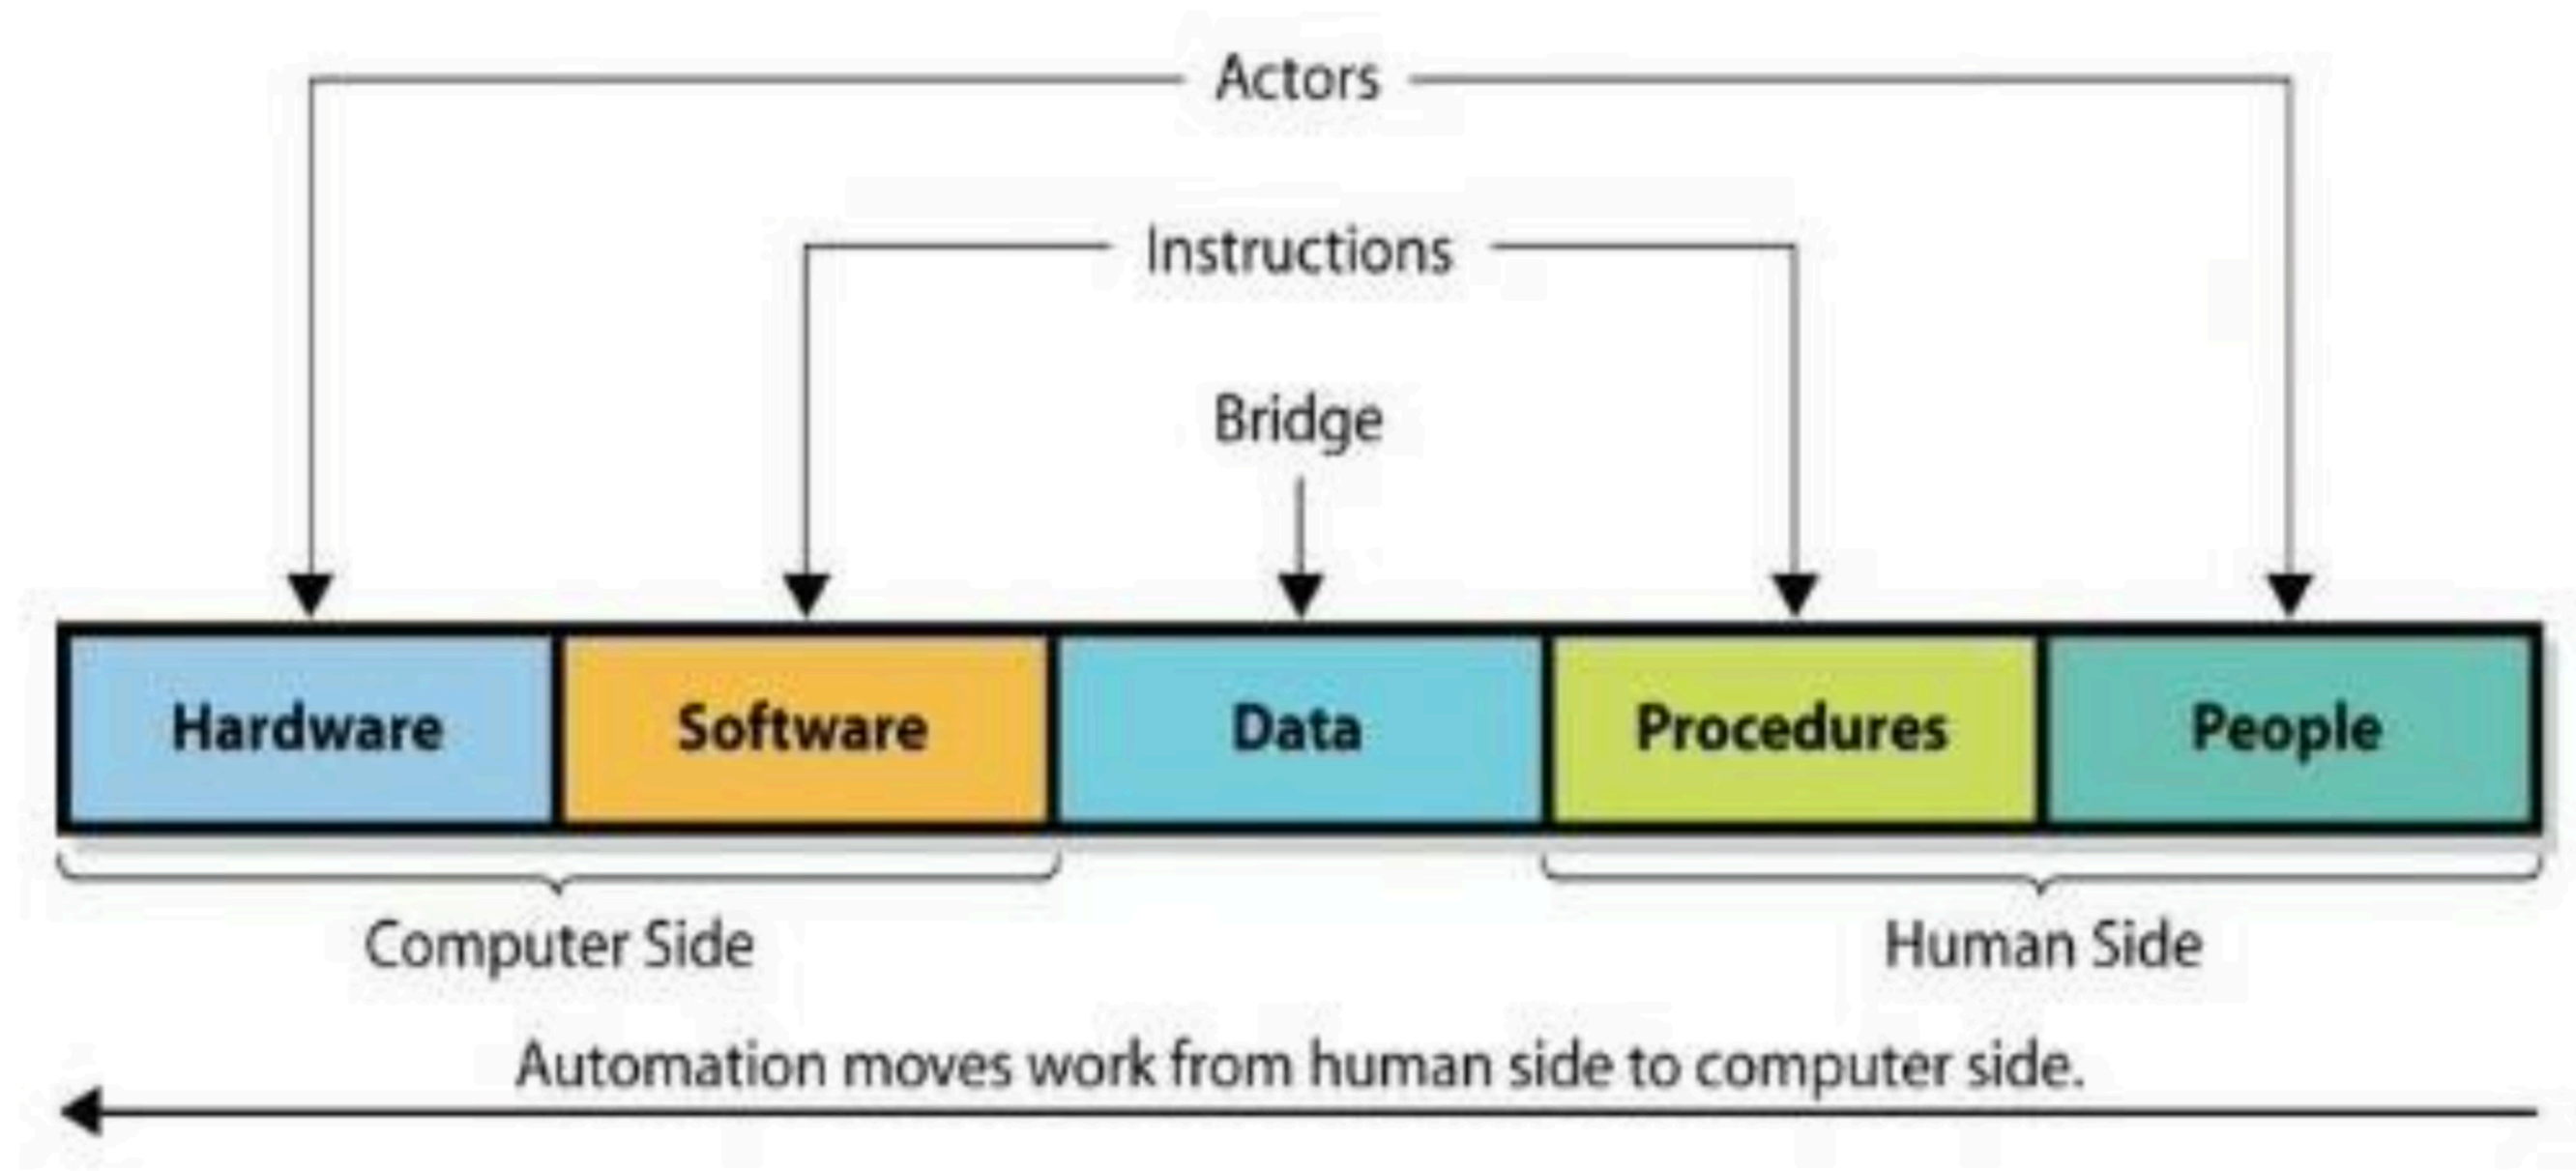 Actors
Instructions
Bridge
Hardware Software Data Procedures People
Computer Side Human Side
Automation moves work from human side to computer side.